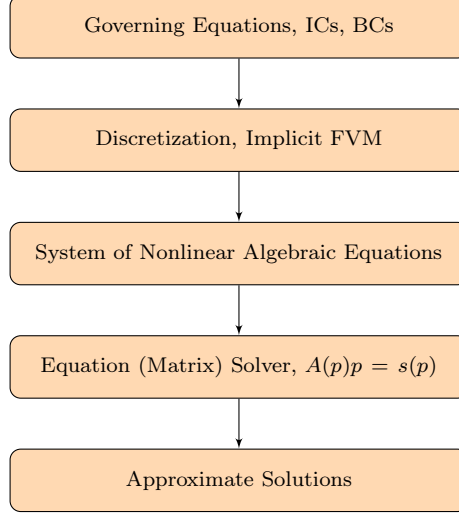 Governing Equations, ICs, BCs
Discretization, Implicit FVM
System of Nonlinear Algebraic Equations
Equation (Matrix) Solver, A(p)p = s(p)
Approximate Solutions